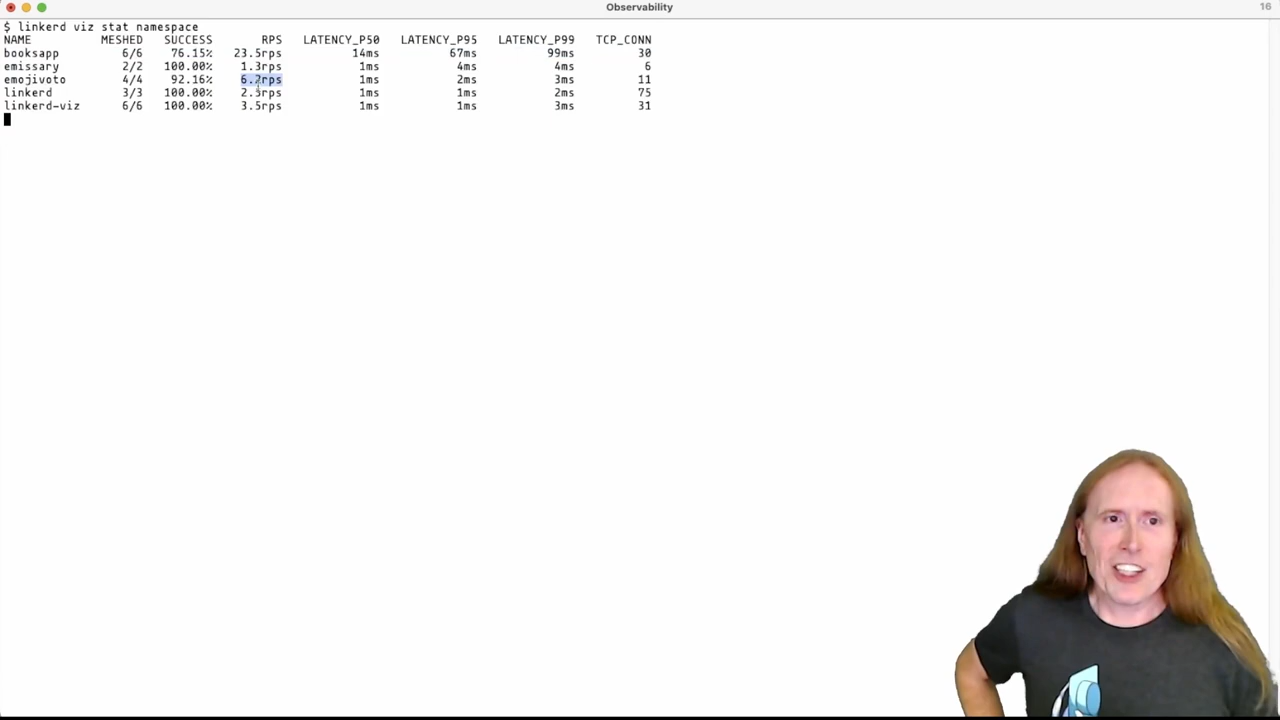 Observability
16
$ linkerd viz stat namespace
NAME MESHED SUCCESS RPS LATENCY_P50 LATENCY_P95 LATENCY_P99 TCP_CONN
booksapp 6/6 76.15% 23.5rps 14ms 67ms 99ms 30
emissary 2/2 100.00% 1.3rps 1ms 4ms 4ms 6
emojivoto 4/4 92.16% 6.2rps 1ms 2ms 3ms 11
linkerd 3/3 100.00% 2.3rps 1ms 1ms 2ms 75
linkerd-viz 6/6 100.00% 3.5rps 1ms 1ms 3ms 31